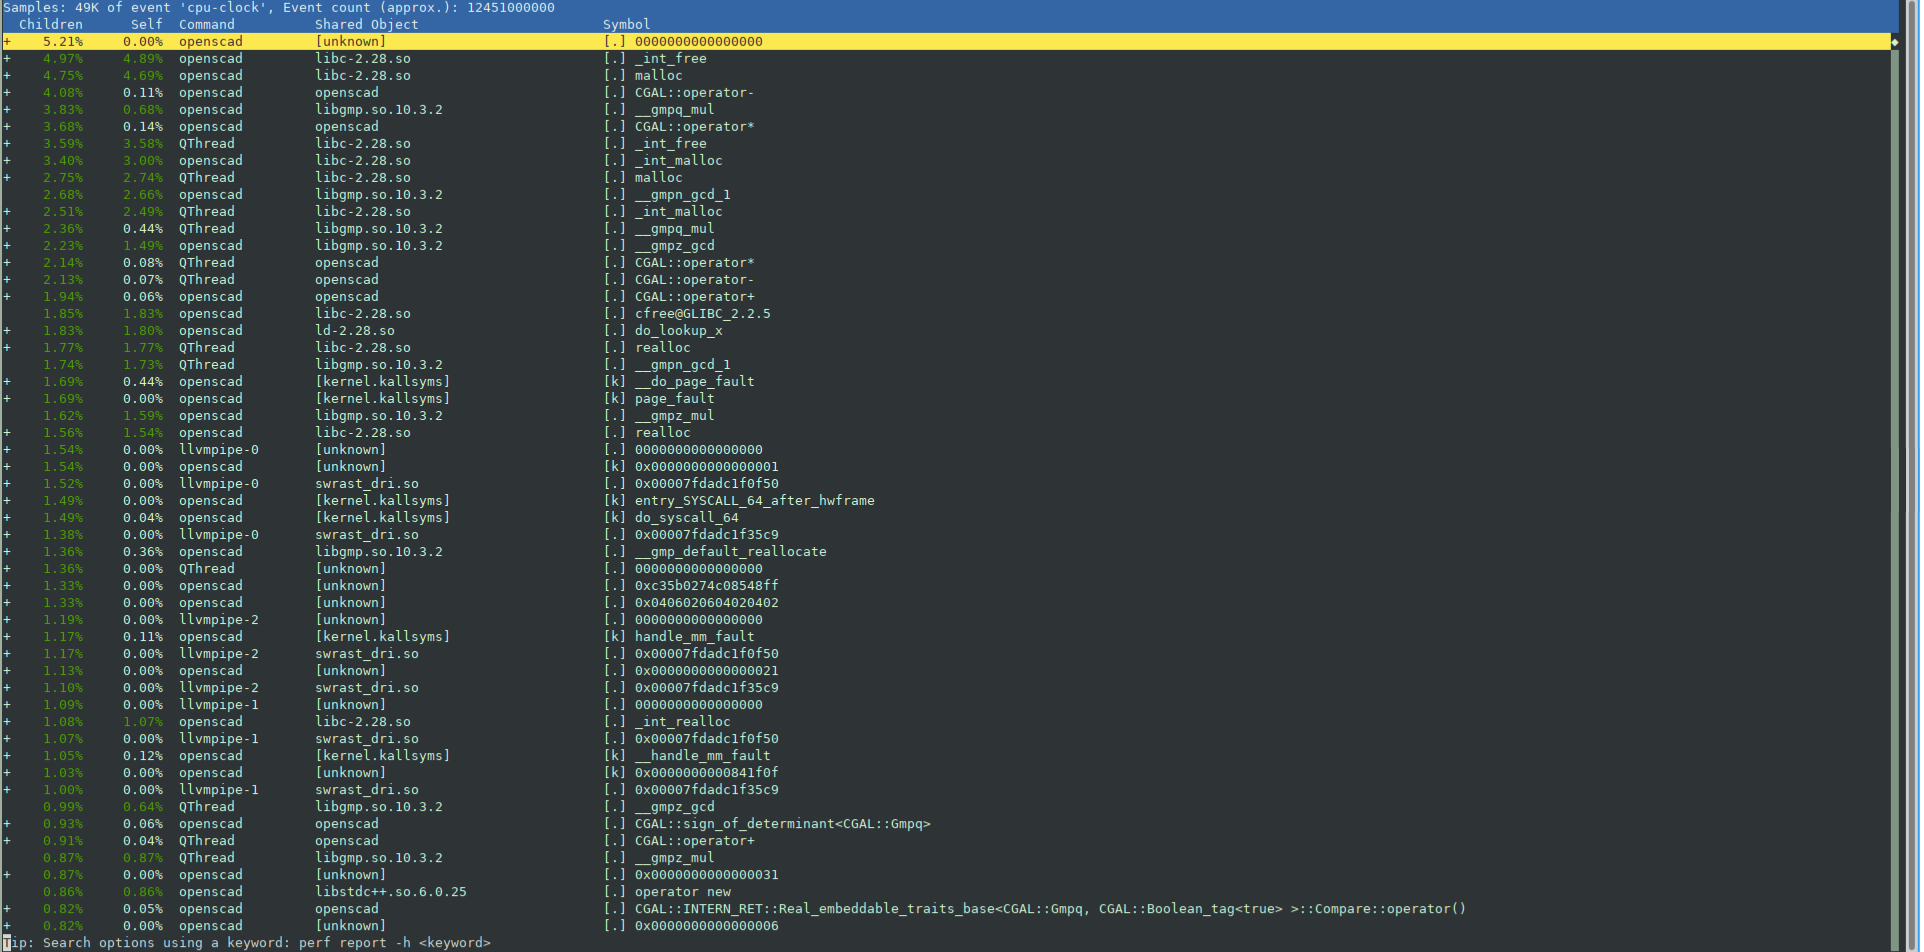 Samples: 49K of event 'cpu-clock', Event count (approx.): 12451000000
Children Self Command Shared Object Symbol
+ 5.21% 0.00% openscad [unknown] [.] 0000000000000000
+ 4.97% 4.89% openscad libc-2.28.so [.] _int_free
+ 4.75% 4.69% openscad libc-2.28.so [.] malloc
+ 4.08% 0.11% openscad openscad [.] CGAL::operator-
+ 3.83% 0.68% openscad libgmp.so.10.3.2 [.] __gmpq_mul
+ 3.68% 0.14% openscad openscad [.] CGAL::operator*
+ 3.59% 3.58% QThread libc-2.28.so [.] _int_free
+ 3.40% 3.00% openscad libc-2.28.so [.] _int_malloc
+ 2.75% 2.74% QThread libc-2.28.so [.] malloc
2.68% 2.66% openscad libgmp.so.10.3.2 [.] __gmpn_gcd_1
+ 2.51% 2.49% QThread libc-2.28.so [.] _int_malloc
+ 2.36% 0.44% QThread libgmp.so.10.3.2 [.] __gmpq_mul
+ 2.23% 1.49% openscad libgmp.so.10.3.2 [.] __gmpz_gcd
+ 2.14% 0.08% QThread openscad [.] CGAL::operator*
+ 2.13% 0.07% QThread openscad [.] CGAL::operator-
+ 1.94% 0.06% openscad openscad [.] CGAL::operator+
1.85% 1.83% openscad libc-2.28.so [.] cfree@GLIBC_2.2.5
+ 1.83% 1.80% openscad ld-2.28.so [.] do_lookup_x
+ 1.77% 1.77% QThread libc-2.28.so [.] realloc
1.74% 1.73% QThread libgmp.so.10.3.2 [.] __gmpn_gcd_1
+ 1.69% 0.44% openscad [kernel.kallsyms] [k] __do_page_fault
+ 1.69% 0.00% openscad [kernel.kallsyms] [k] page_fault
1.62% 1.59% openscad libgmp.so.10.3.2 [.] __gmpz_mul
+ 1.56% 1.54% openscad libc-2.28.so [.] realloc
+ 1.54% 0.00% llvmpipe-0 [unknown] [.] 0000000000000000
+ 1.54% 0.00% openscad [unknown] [k] 0x0000000000000001
+ 1.52% 0.00% llvmpipe-0 swrast_dri.so [.] 0x00007fdadc1f0f50
+ 1.49% 0.00% openscad [kernel.kallsyms] [k] entry_SYSCALL_64_after_hwframe
+ 1.49% 0.04% openscad [kernel.kallsyms] [k] do_syscall_64
+ 1.38% 0.00% llvmpipe-0 swrast_dri.so [.] 0x00007fdadc1f35c9
+ 1.36% 0.36% openscad libgmp.so.10.3.2 [.] __gmp_default_reallocate
+ 1.36% 0.00% QThread [unknown] [.] 0000000000000000
+ 1.33% 0.00% openscad [unknown] [.] 0xc35b0274c08548ff
+ 1.33% 0.00% openscad [unknown] [.] 0x0406020604020402
+ 1.19% 0.00% llvmpipe-2 [unknown] [.] 0000000000000000
+ 1.17% 0.11% openscad [kernel.kallsyms] [k] handle_mm_fault
+ 1.17% 0.00% llvmpipe-2 swrast_dri.so [.] 0x00007fdadc1f0f50
+ 1.13% 0.00% openscad [unknown] [.] 0x0000000000000021
+ 1.10% 0.00% llvmpipe-2 swrast_dri.so [.] 0x00007fdadc1f35c9
+ 1.09% 0.00% llvmpipe-1 [unknown] [.] 0000000000000000
+ 1.08% 1.07% openscad libc-2.28.so [.] _int_realloc
+ 1.07% 0.00% llvmpipe-1 swrast_dri.so [.] 0x00007fdadc1f0f50
+ 1.05% 0.12% openscad [kernel.kallsyms] [k] __handle_mm_fault
+ 1.03% 0.00% openscad [unknown] [k] 0x0000000000841f0f
+ 1.00% 0.00% llvmpipe-1 swrast_dri.so [.] 0x00007fdadc1f35c9
0.99% 0.64% QThread libgmp.so.10.3.2 [.] __gmpz_gcd
+ 0.93% 0.06% openscad openscad [.] CGAL::sign_of_determinant<CGAL::Gmpq>
+ 0.91% 0.04% QThread openscad [.] CGAL::operator+
0.87% 0.87% QThread libgmp.so.10.3.2 [.] __gmpz_mul
+ 0.87% 0.00% openscad [unknown] [.] 0x0000000000000031
0.86% 0.86% openscad libstdc++.so.6.0.25 [.] operator new
+ 0.82% 0.05% openscad openscad [.] CGAL::INTERN_RET::Real_embeddable_traits_base<CGAL::Gmpq, CGAL::Boolean_tag<true> >::Compare::operator()
+ 0.82% 0.00% openscad [unknown] [.] 0x0000000000000006
Tip: Search options using a keyword: perf report -h <keyword>